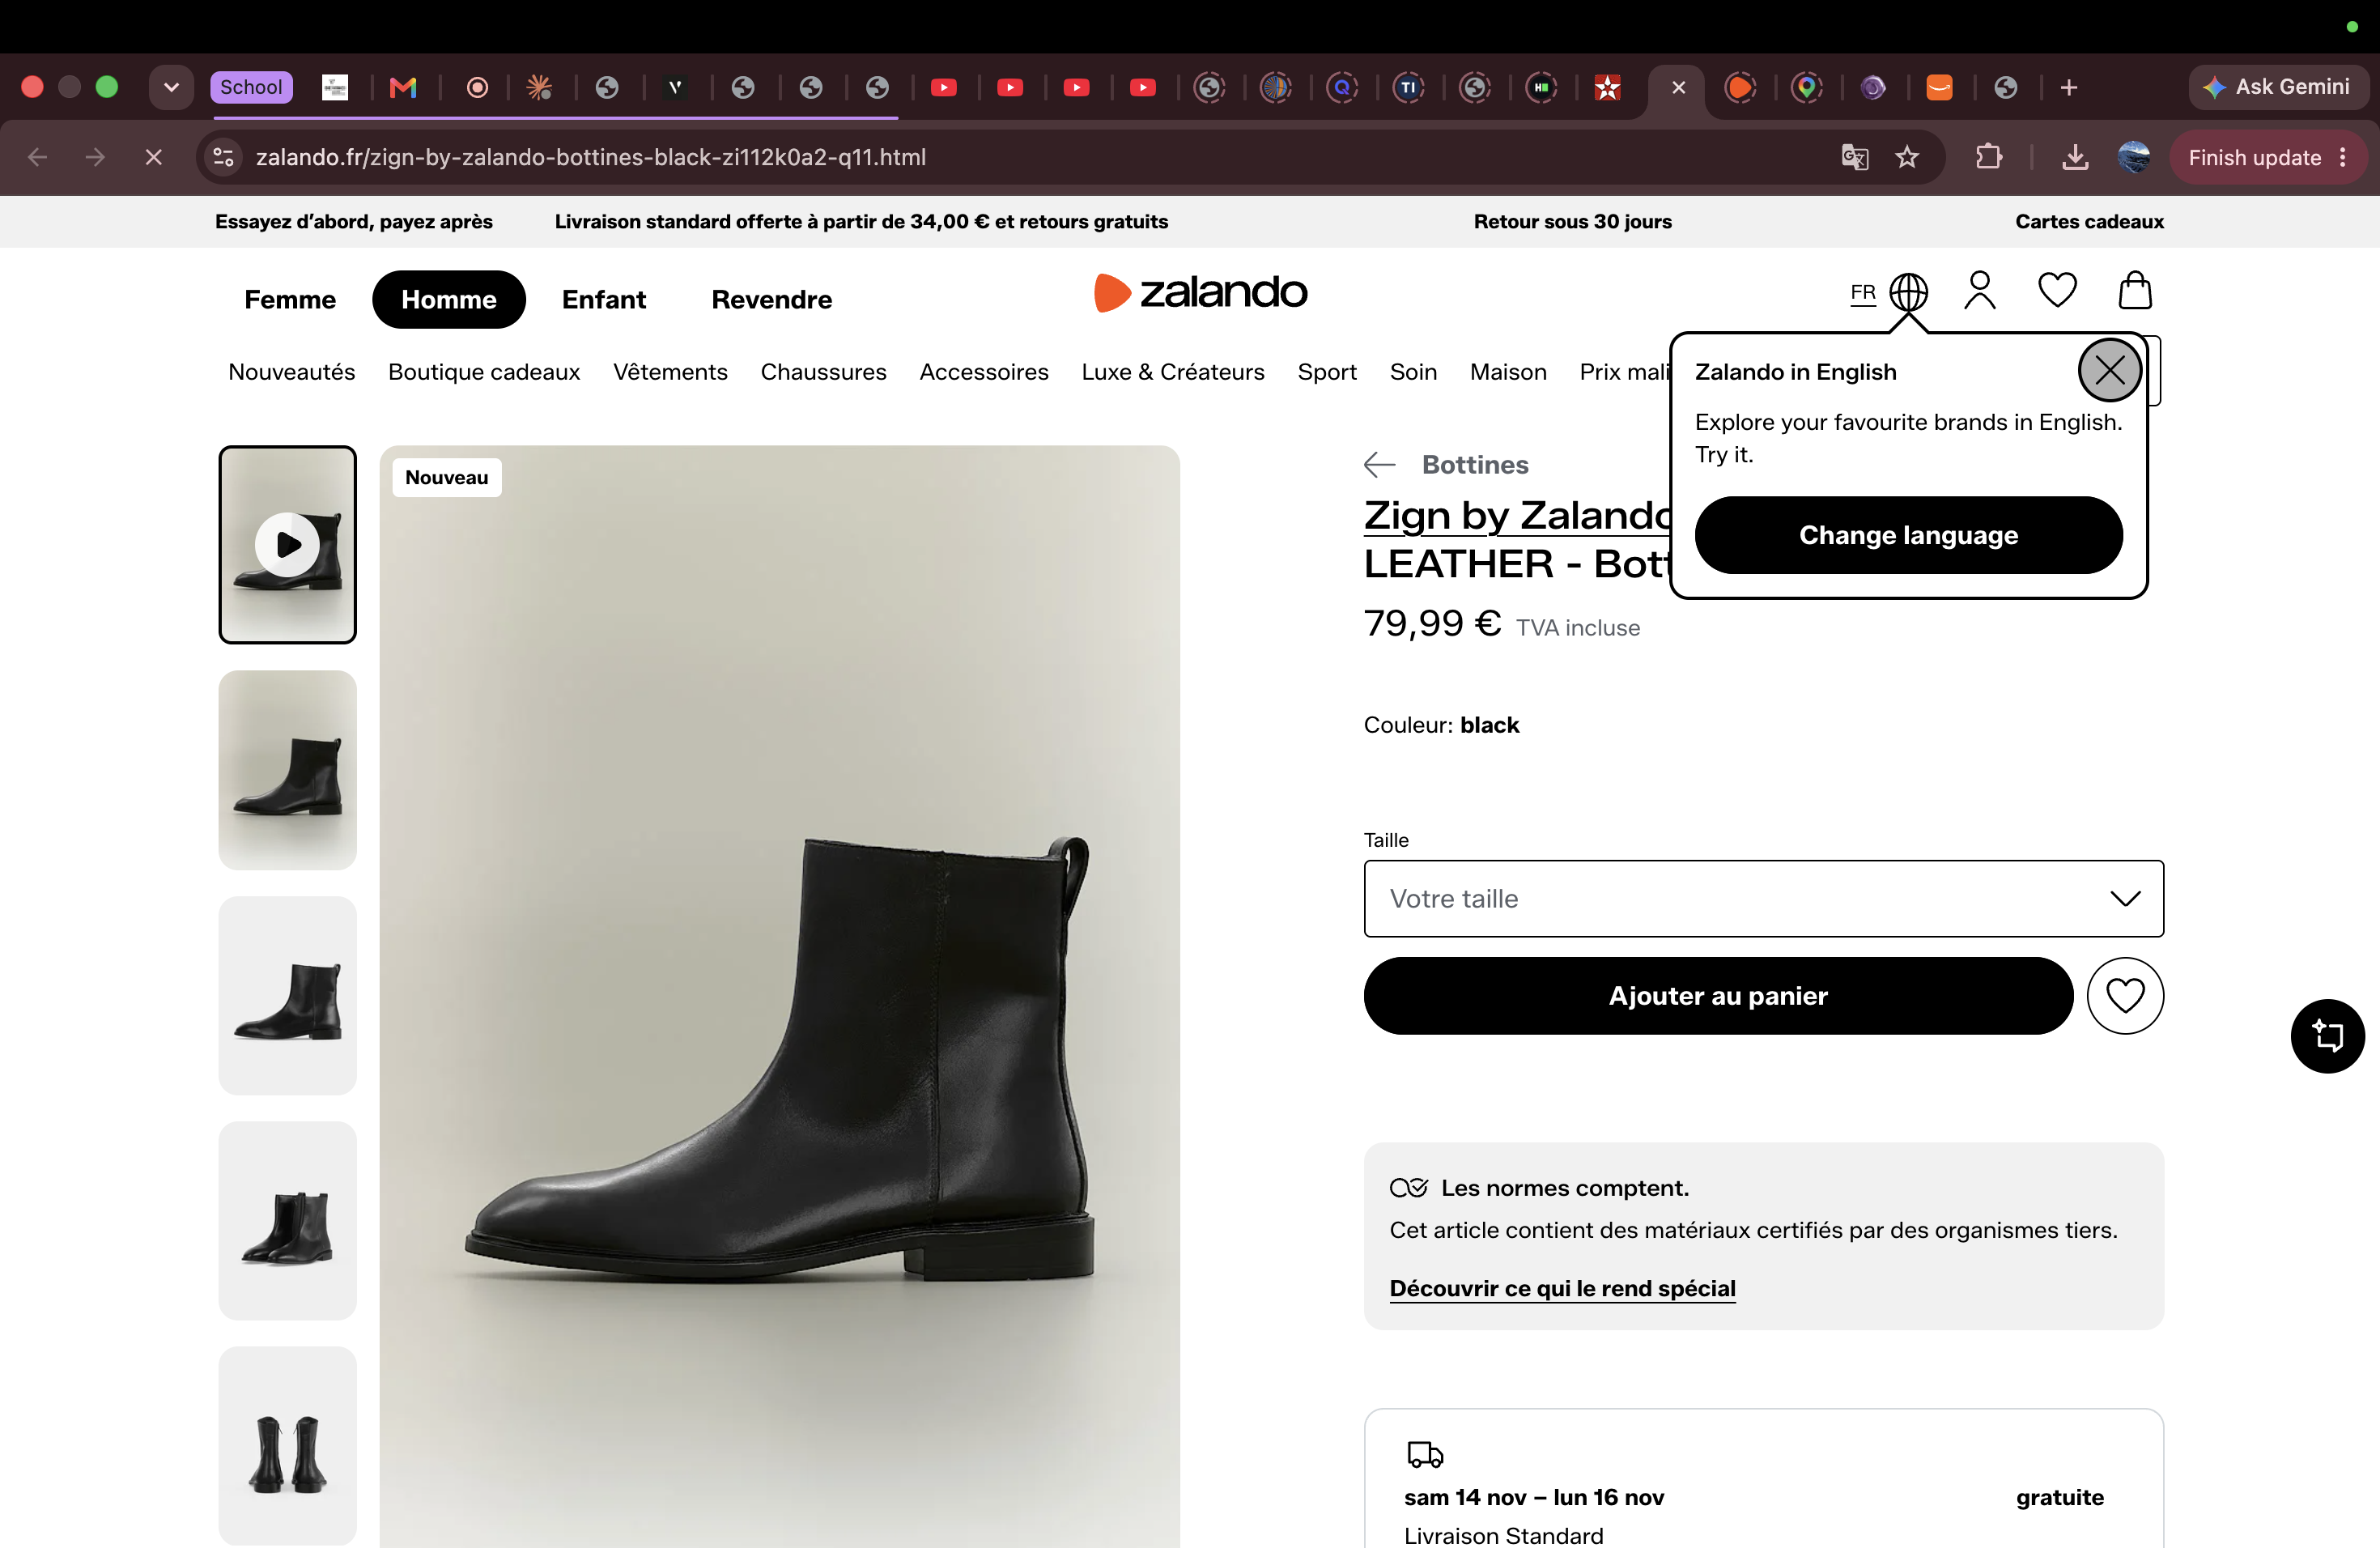 School
Ask Gemini
zalando.fr/zign-by-zalando-bottines-black-zi112k0a2-q11.html
Finish update
Essayez d’abord, payez après
Livraison standard offerte à partir de 34,00 € et retours gratuits
Retour sous 30 jours
Cartes cadeaux
Femme
Homme
Enfant
Revendre
zalando
FR
Nouveautés
Boutique cadeaux
Vêtements
Chaussures
Accessoires
Luxe & Créateurs
Sport
Soin
Maison
Prix mali
Zalando in English
Explore your favourite brands in English.
Try it.
Change language
Nouveau
Bottines
Zign by Zalando
LEATHER - Bott
79,99 € TVA incluse
Couleur: black
Taille
Votre taille
Ajouter au panier
Les normes comptent.
Cet article contient des matériaux certifiés par des organismes tiers.
Découvrir ce qui le rend spécial
sam 14 nov – lun 16 nov
gratuite
Livraison Standard